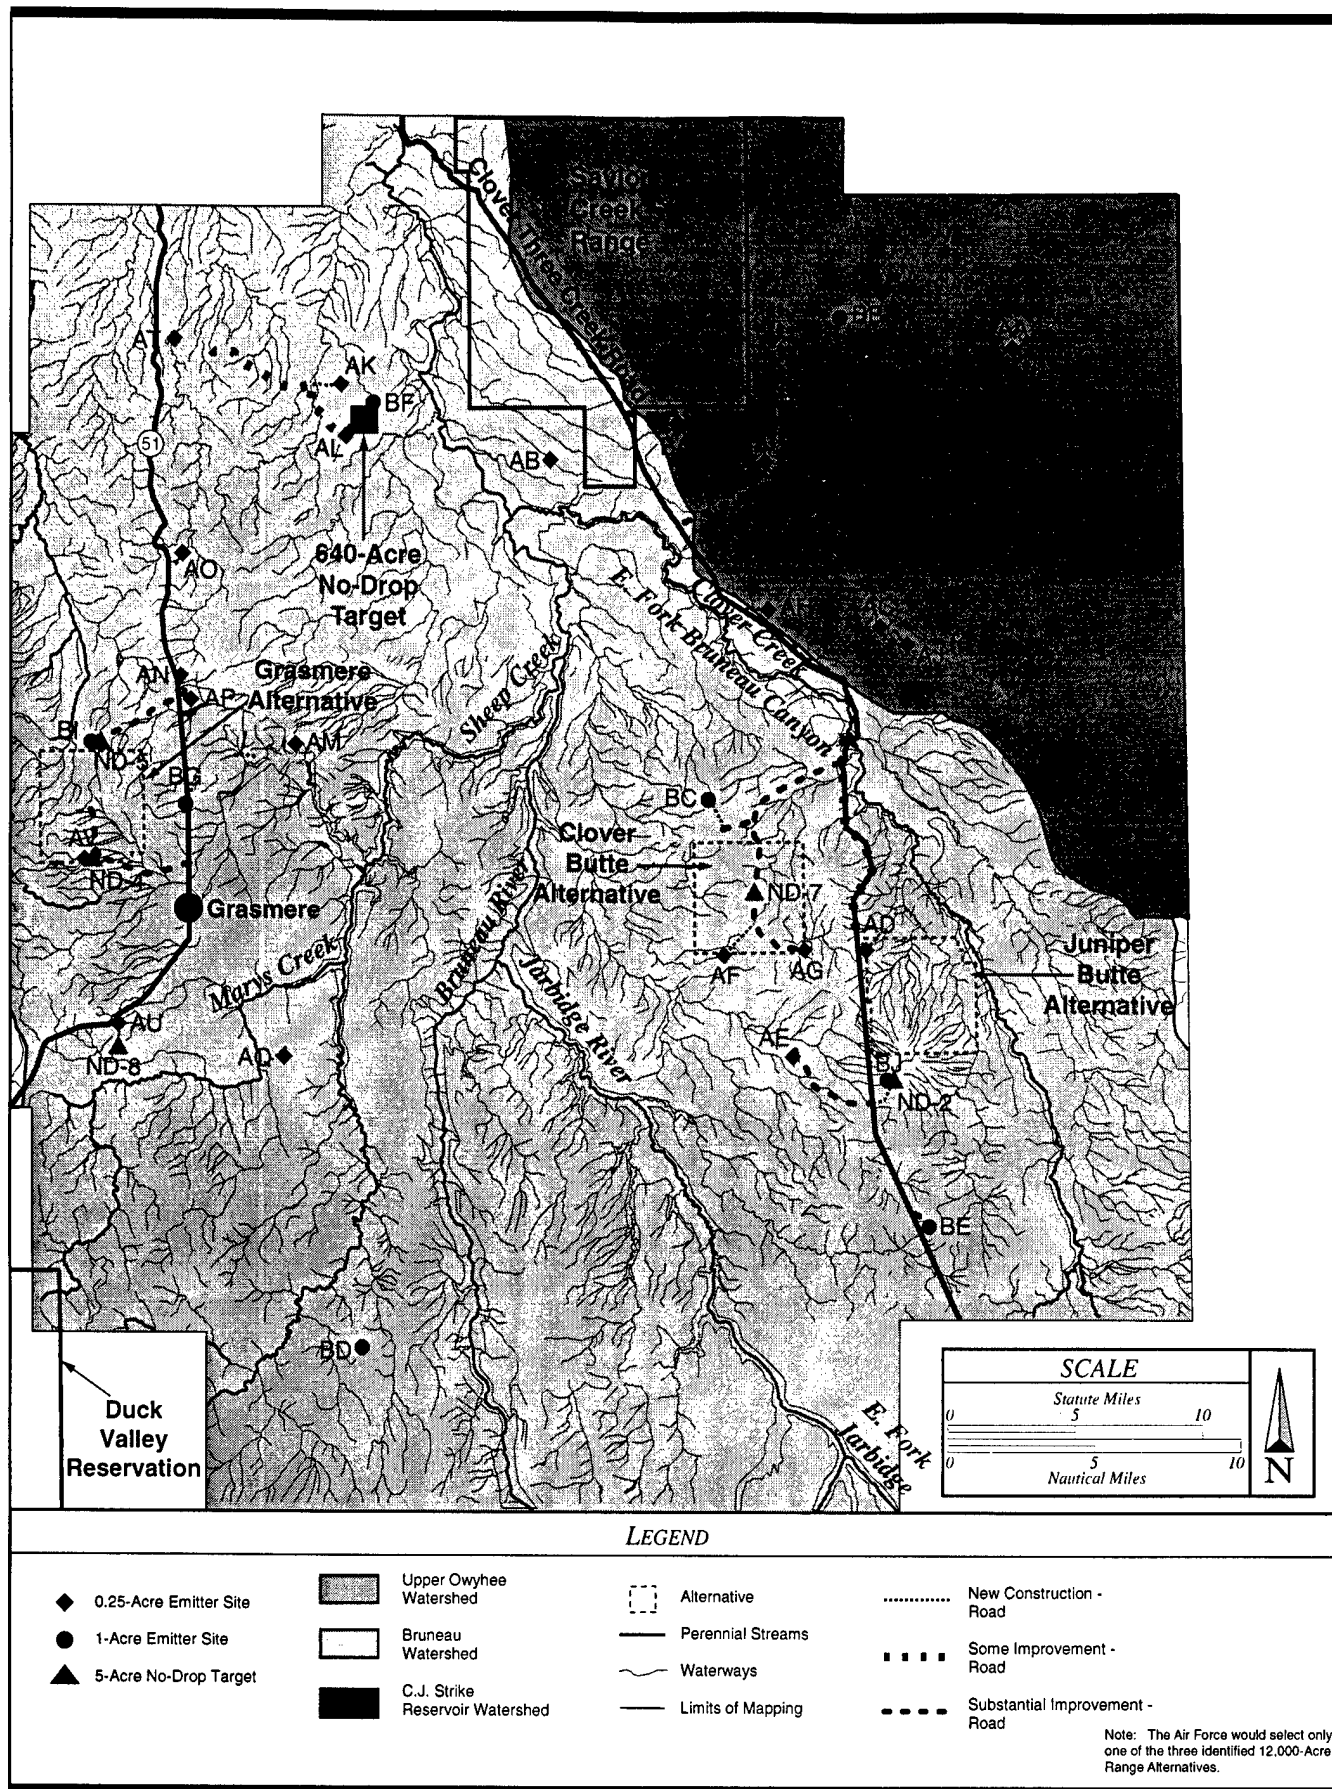 Saylor
Creek
Range
Clover-Three Creek Road
BB
AA
AT
AK
BF
51
AL
AB
AO
640-Acre
No-Drop
Target
E. Fork Bruneau Canyon
Clover Creek
AH
AN
Grasmere
Alternative
AP
Sheep Creek
BI
ND-5
AM
BG
BC
AV
ND-4
Clover
Butte
Alternative
ND-7
Grasmere
Bruneau River
AD
Marys Creek
Jarbidge River
AF
AG
Juniper
Butte
Alternative
AU
ND-8
AQ
AE
BJ
ND-2
BE
BD
Duck
Valley
Reservation
E. Fork
Jarbidge
SCALE
Statute Miles
0 5 10
0 5 10
Nautical Miles
N
LEGEND
0.25-Acre Emitter Site
1-Acre Emitter Site
5-Acre No-Drop Target
Upper Owyhee
Watershed
Bruneau
Watershed
C.J. Strike
Reservoir Watershed
Alternative
Perennial Streams
Waterways
Limits of Mapping
New Construction -
Road
Some Improvement -
Road
Substantial Improvement -
Road
Note: The Air Force would select only
one of the three identified 12,000-Acre
Range Alternatives.